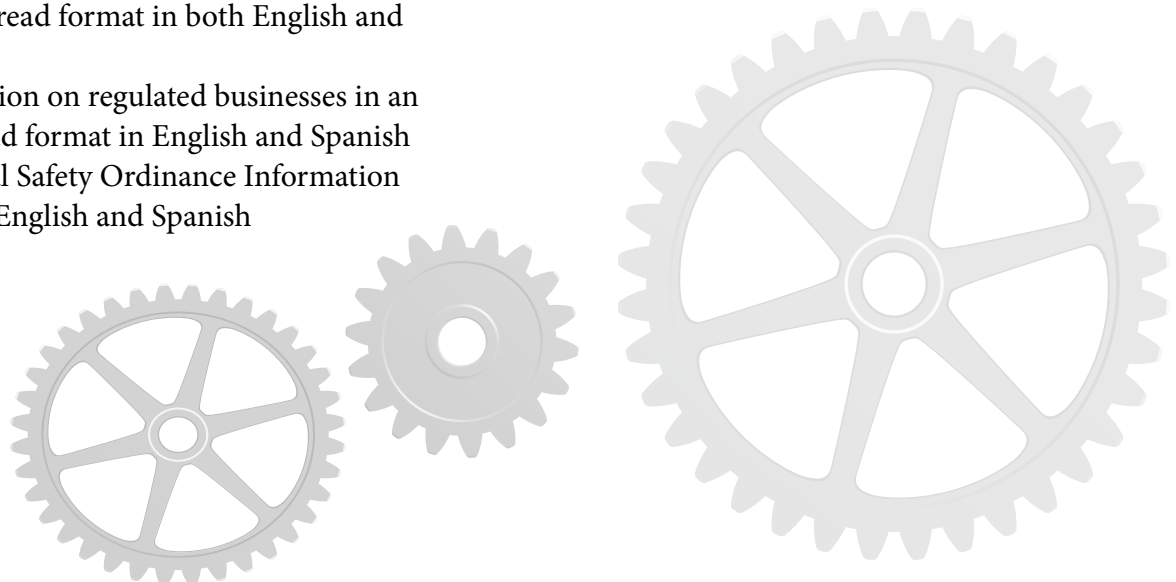 read format in both English and
ion on regulated businesses in an
d format in English and Spanish
l Safety Ordinance Information
English and Spanish